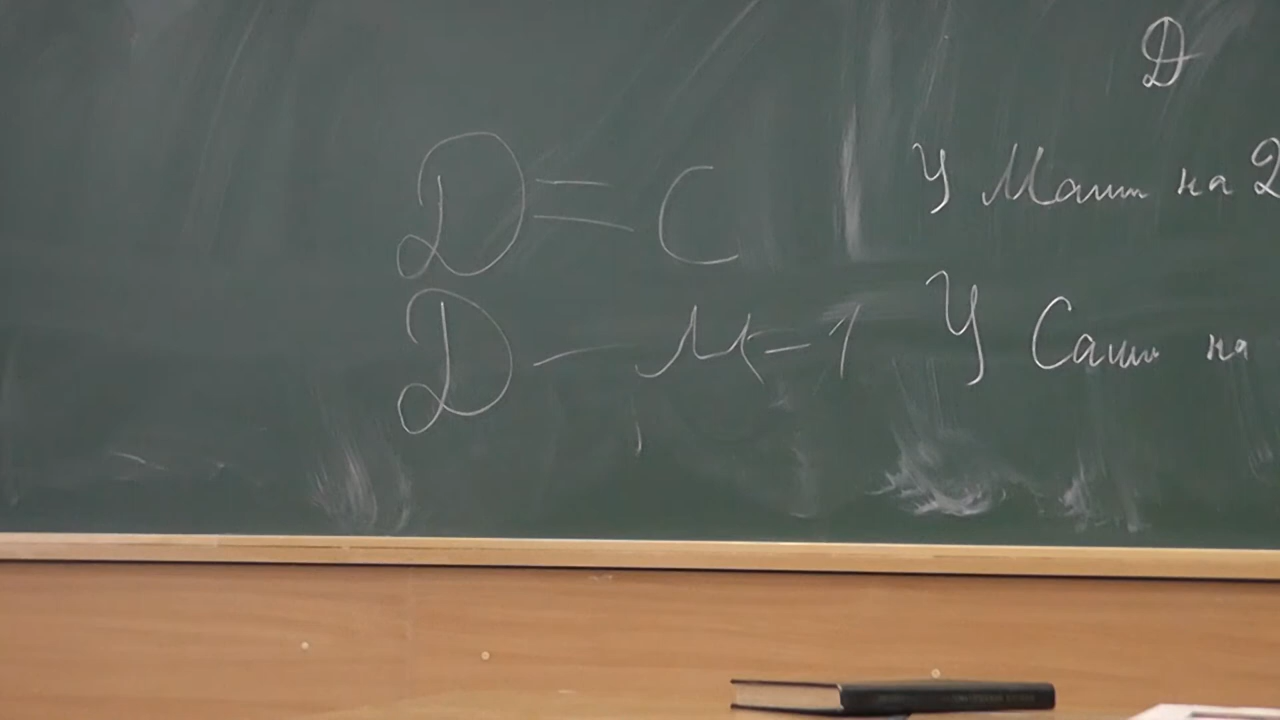 Д
Д = С
У Маши на 2
Д - М = 1
У Саши на